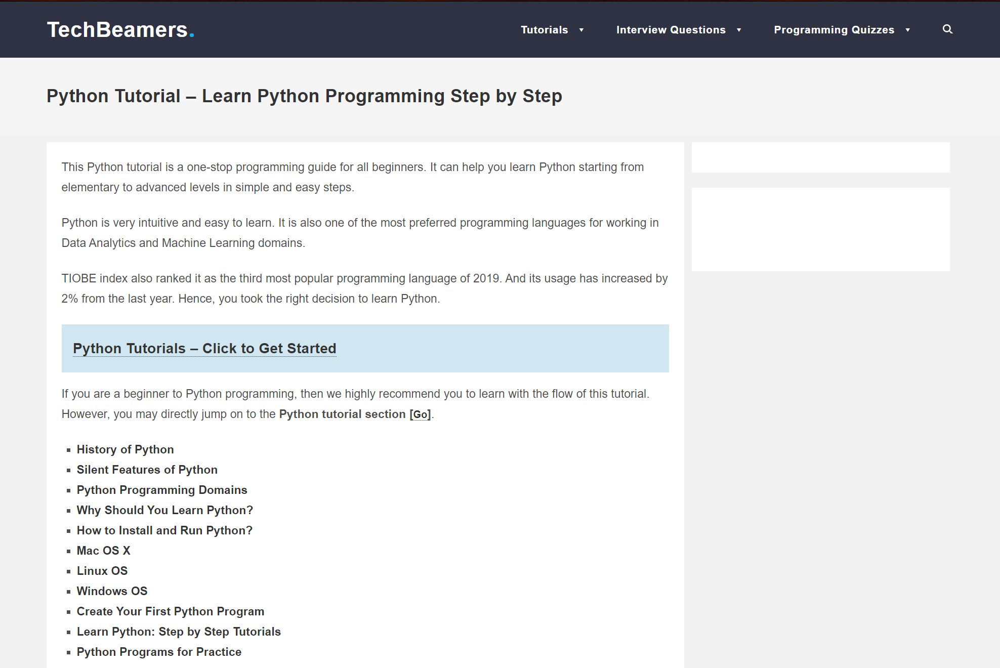 TechBeamers.
Tutorials ▼ Interview Questions ▼ Programming Quizzes ▼
Python Tutorial – Learn Python Programming Step by Step
This Python tutorial is a one-stop programming guide for all beginners. It can help you learn Python starting from
elementary to advanced levels in simple and easy steps.
Python is very intuitive and easy to learn. It is also one of the most preferred programming languages for working in
Data Analytics and Machine Learning domains.
TIOBE index also ranked it as the third most popular programming language of 2019. And its usage has increased by
2% from the last year. Hence, you took the right decision to learn Python.
Python Tutorials – Click to Get Started
If you are a beginner to Python programming, then we highly recommend you to learn with the flow of this tutorial.
However, you may directly jump on to the Python tutorial section [Go].
▪ History of Python
▪ Silent Features of Python
▪ Python Programming Domains
▪ Why Should You Learn Python?
▪ How to Install and Run Python?
▪ Mac OS X
▪ Linux OS
▪ Windows OS
▪ Create Your First Python Program
▪ Learn Python: Step by Step Tutorials
▪ Python Programs for Practice